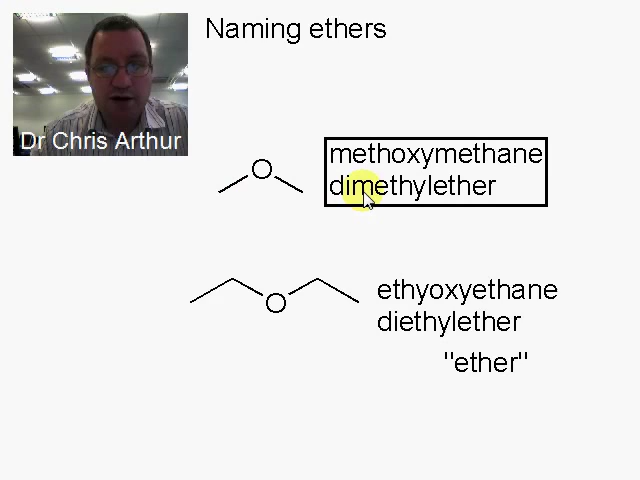 Naming ethers
Dr Chris Arthur
O
methoxymethane
dimethylether
O
ethyoxyethane
diethylether
"ether"